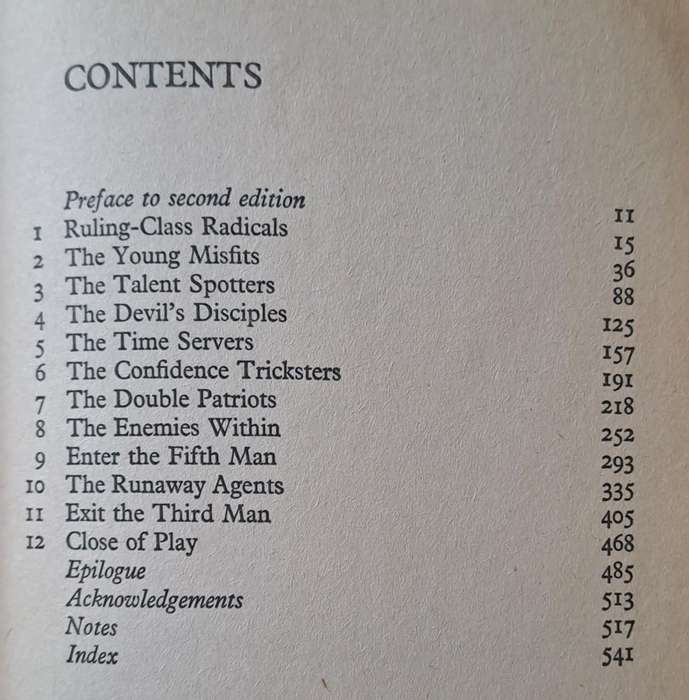 CONTENTS
Preface to second edition 11
1 Ruling-Class Radicals 15
2 The Young Misfits 36
3 The Talent Spotters 88
4 The Devil's Disciples 125
5 The Time Servers 157
6 The Confidence Tricksters 191
7 The Double Patriots 218
8 The Enemies Within 252
9 Enter the Fifth Man 293
10 The Runaway Agents 335
11 Exit the Third Man 405
12 Close of Play 468
Epilogue 485
Acknowledgements 513
Notes 517
Index 541